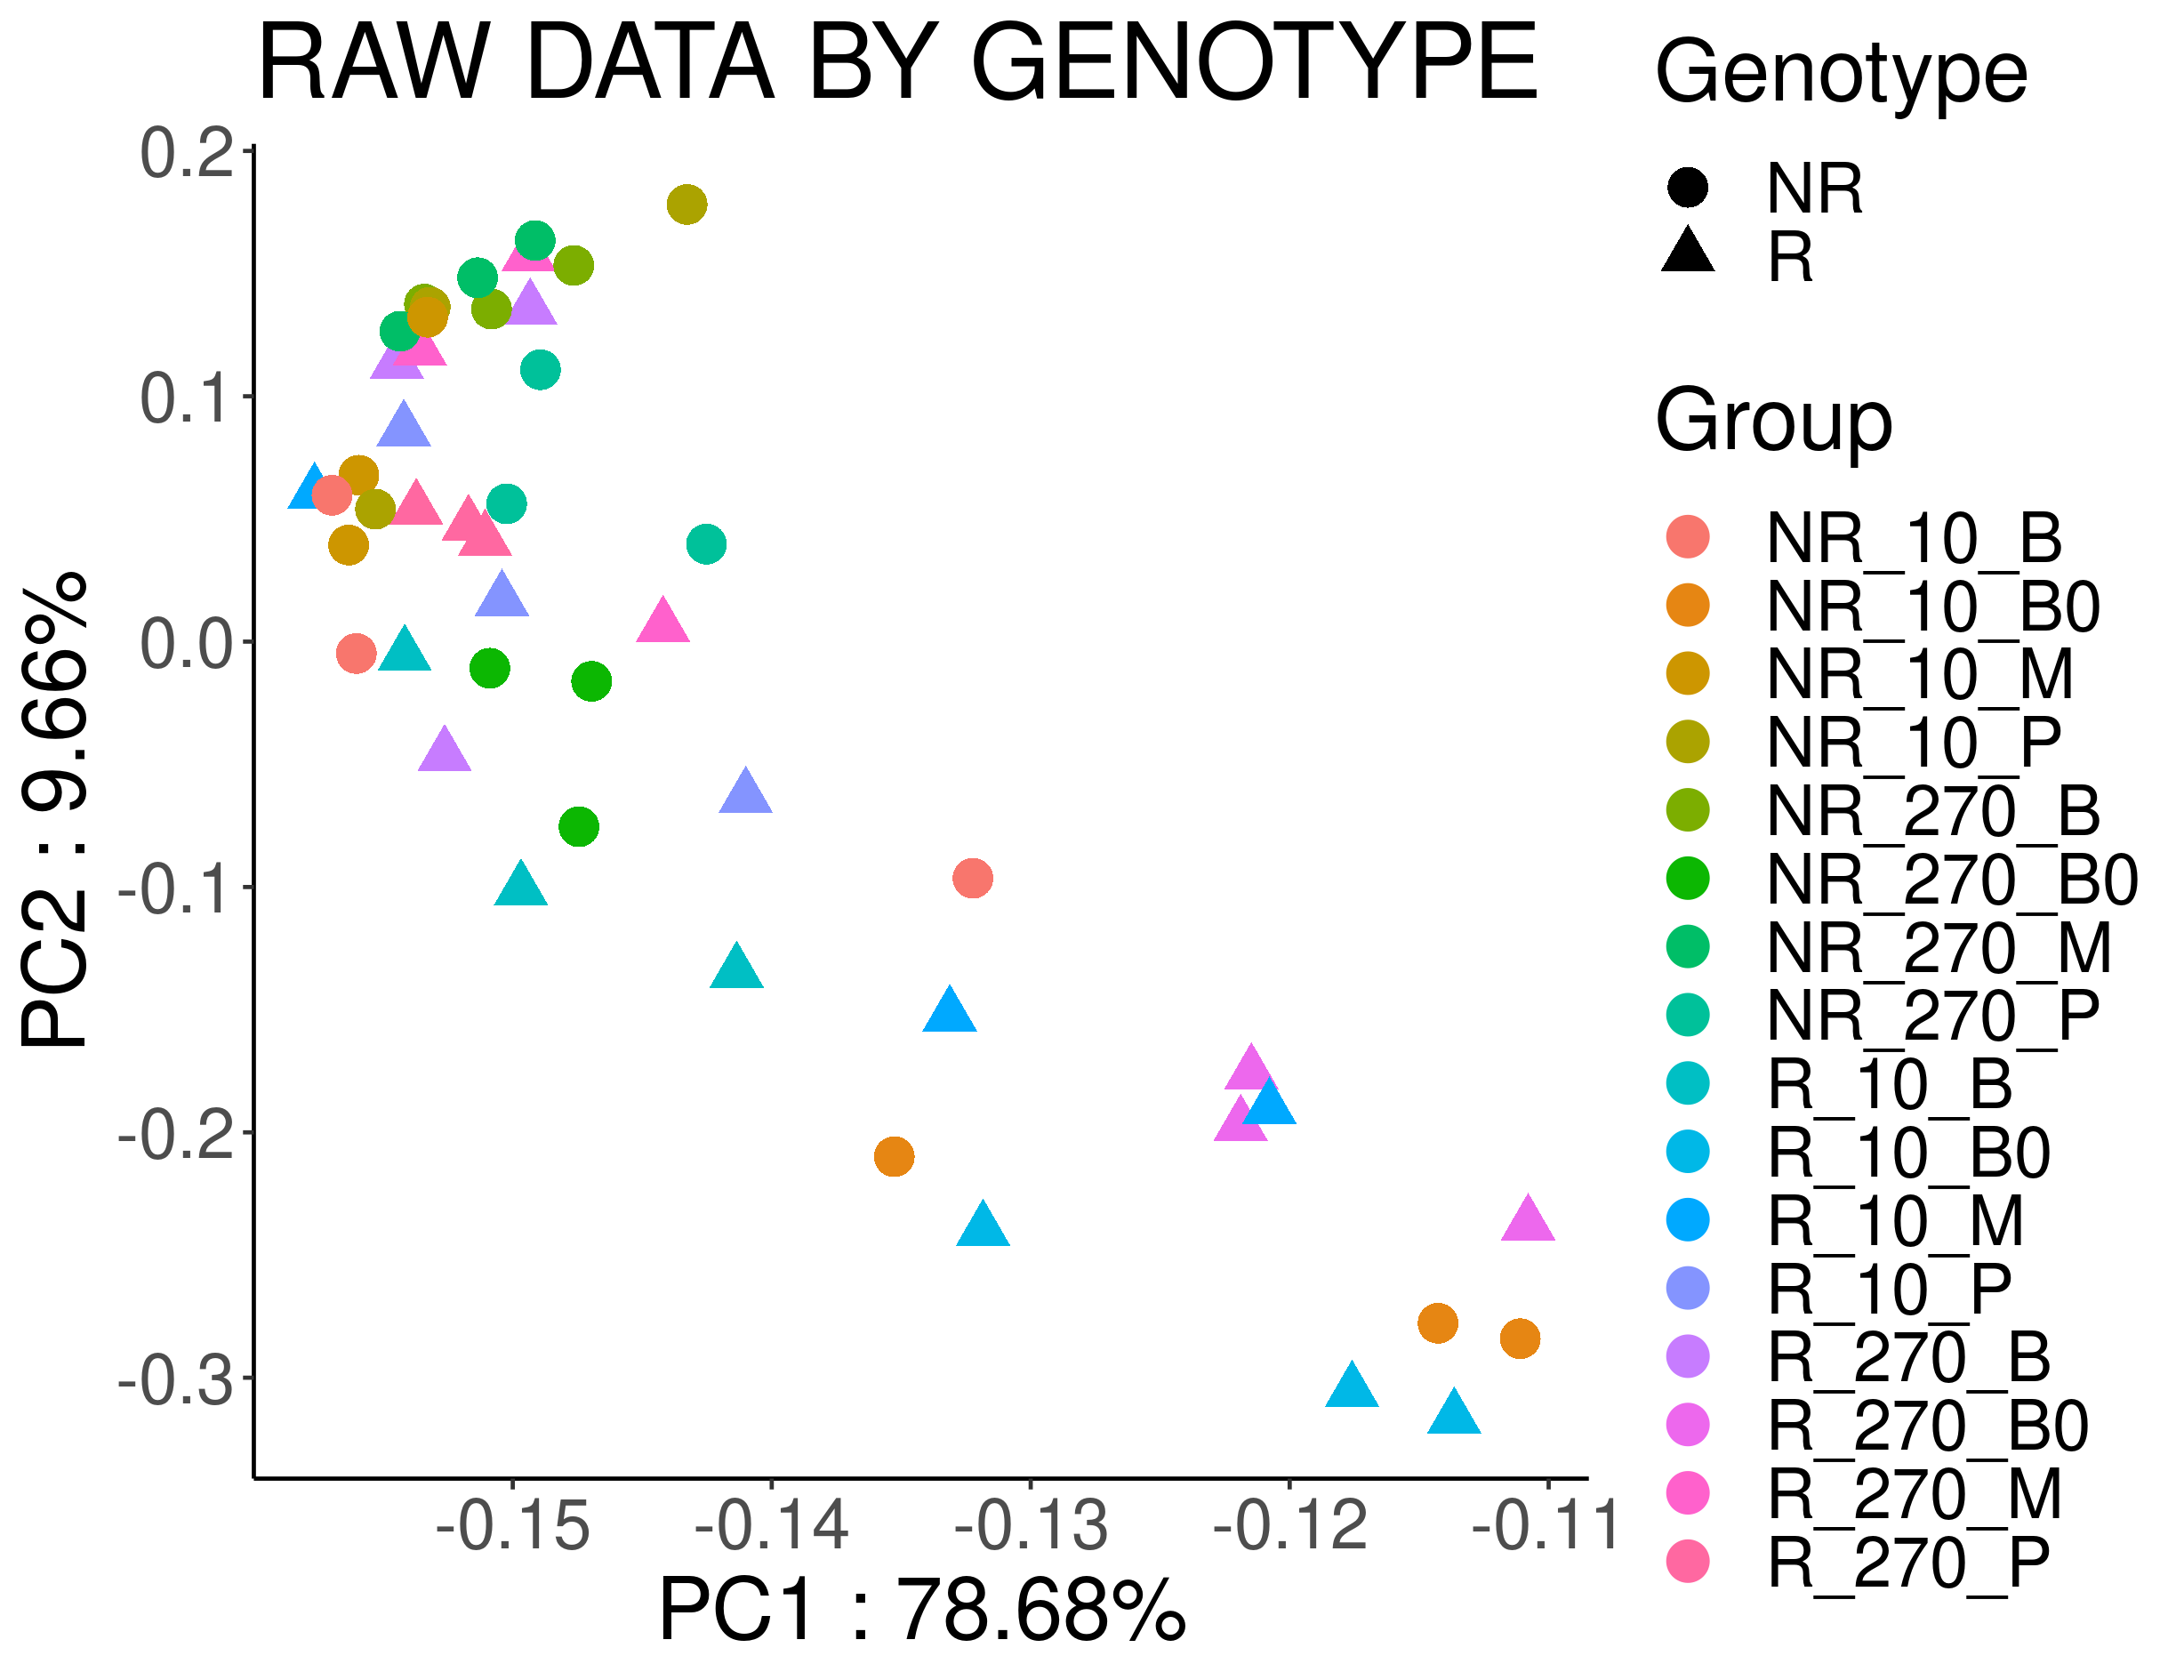 RAW DATA BY GENOTYPE
Genotype
NR
R
Group
NR_10_B
NR_10_B0
NR_10_M
NR_10_P
NR_270_B
NR_270_B0
NR_270_M
NR_270_P
R_10_B
R_10_B0
R_10_M
R_10_P
R_270_B
R_270_B0
R_270_M
R_270_P
PC2 : 9.66%
0.2
0.1
0.0
-0.1
-0.2
-0.3
-0.15
-0.14
-0.13
-0.12
-0.11
PC1 : 78.68%